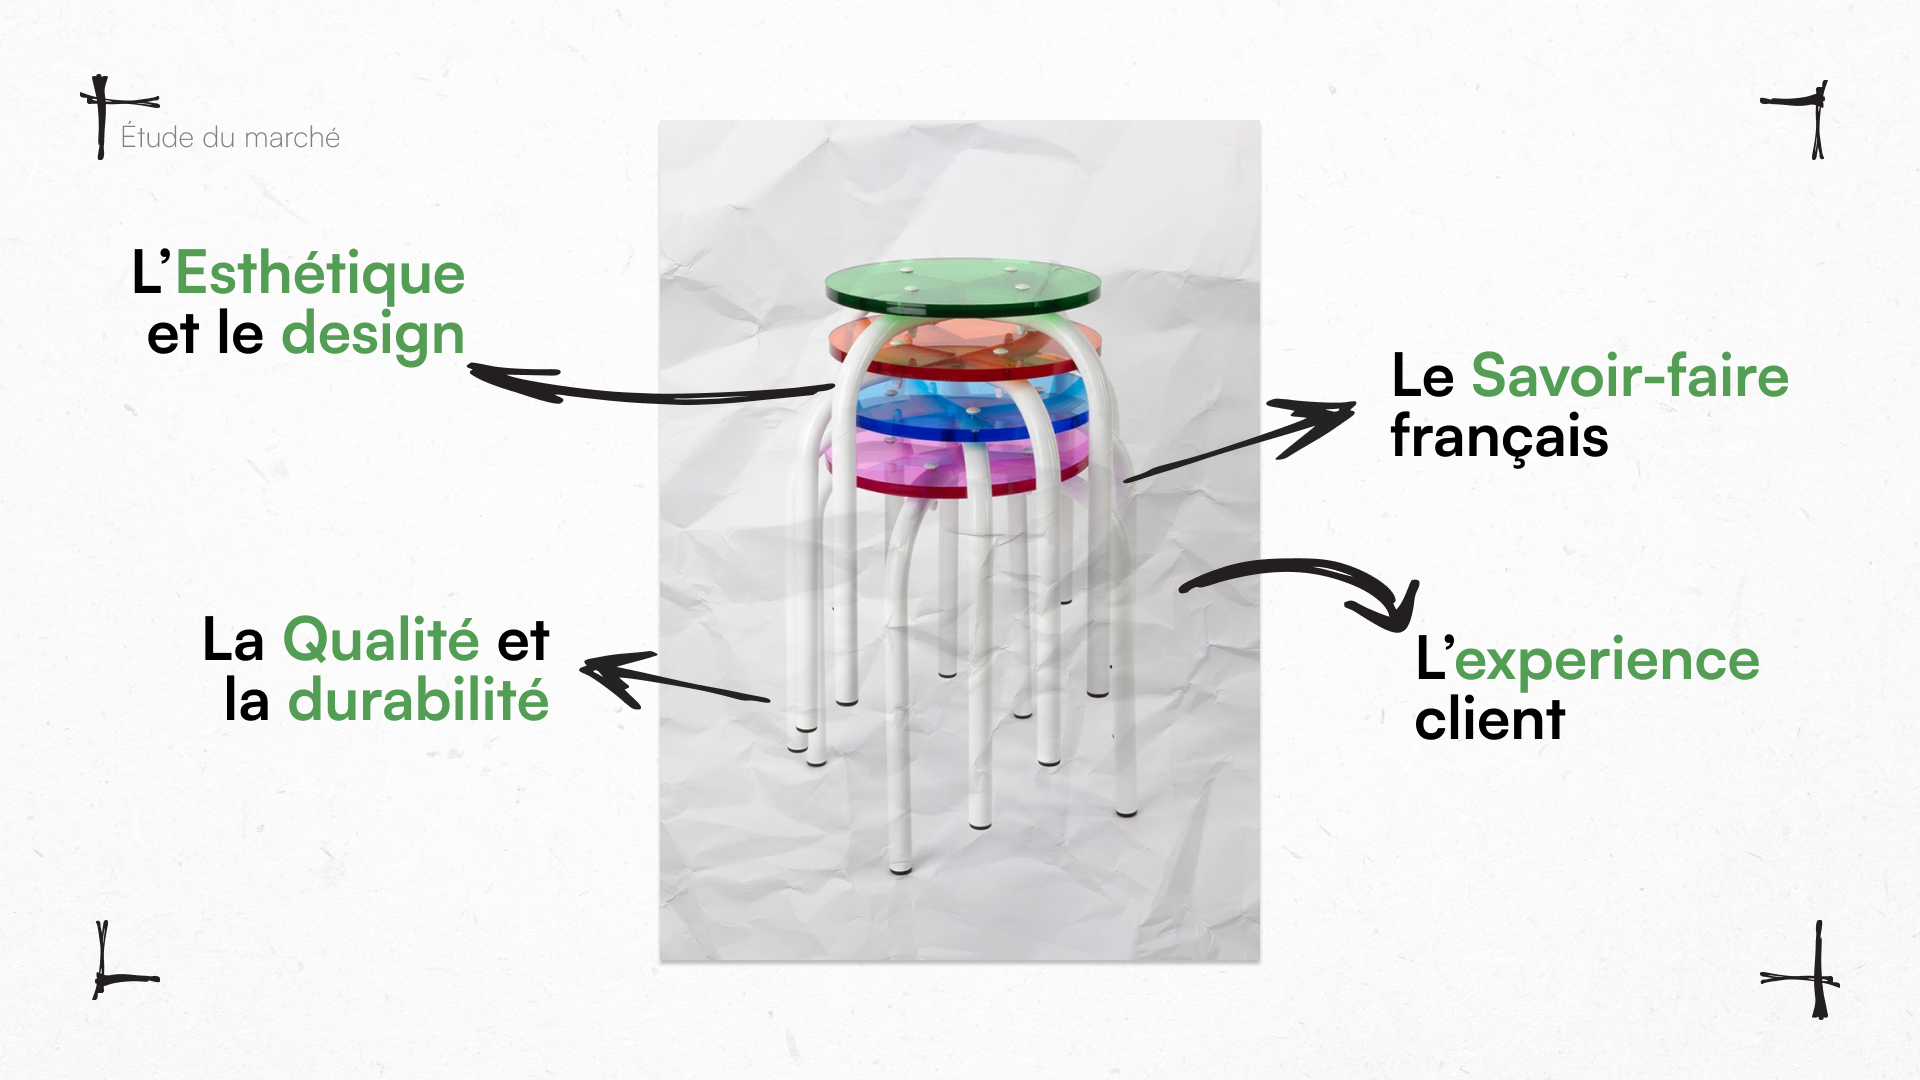 Étude du marché
L’Esthétique
et le design
Le Savoir-faire
français
La Qualité et
la durabilité
L’experience
client